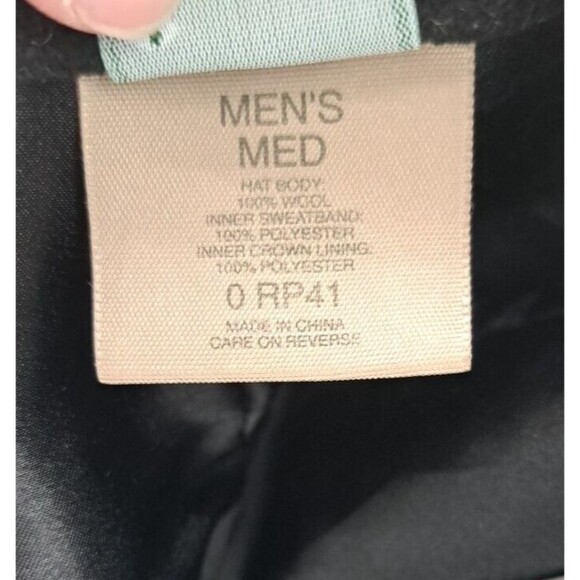 MEN'S
MED
HAT BODY:
100% WOOL
INNER SWEATBAND:
100% POLYESTER
INNER CROWN LINING:
100% POLYESTER
0 RP41
MADE IN CHINA
CARE ON REVERSE